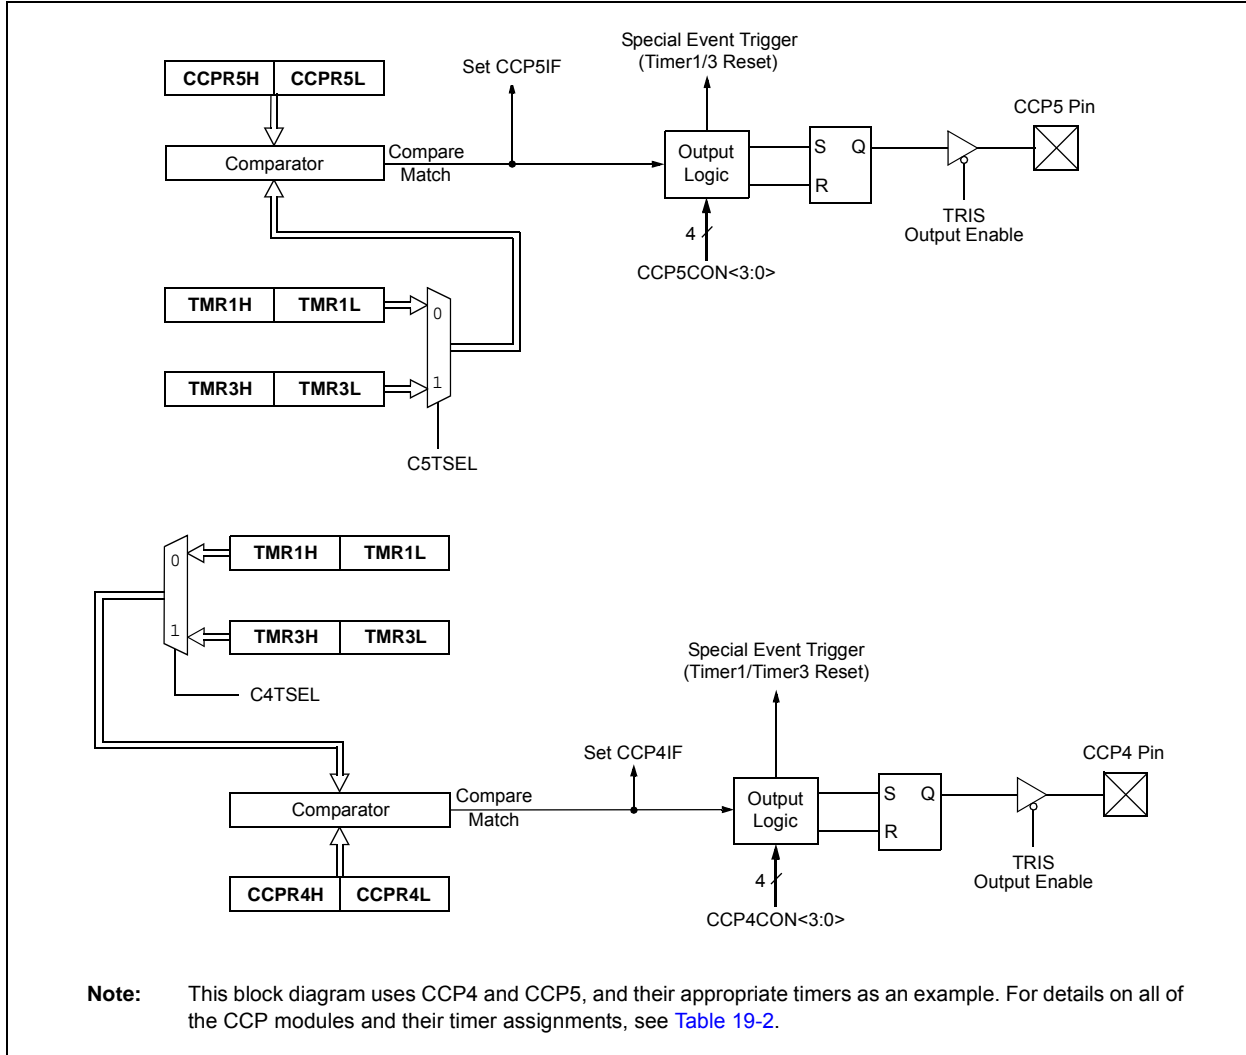 Special Event Trigger
(Timer1/3 Reset)
Set CCP5IF
CCPR5H CCPR5L
CCP5 Pin
Comparator
Compare
Match
Output
Logic
S Q
R
TRIS
Output Enable
4
CCP5CON<3:0>
TMR1H TMR1L
0
TMR3H TMR3L
1
C5TSEL
0
TMR1H TMR1L
1
TMR3H TMR3L
C4TSEL
Special Event Trigger
(Timer1/Timer3 Reset)
Set CCP4IF
CCP4 Pin
Comparator
Compare
Match
Output
Logic
S Q
R
TRIS
Output Enable
4
CCPR4H CCPR4L
CCP4CON<3:0>
Note: This block diagram uses CCP4 and CCP5, and their appropriate timers as an example. For details on all of
the CCP modules and their timer assignments, see Table 19-2.